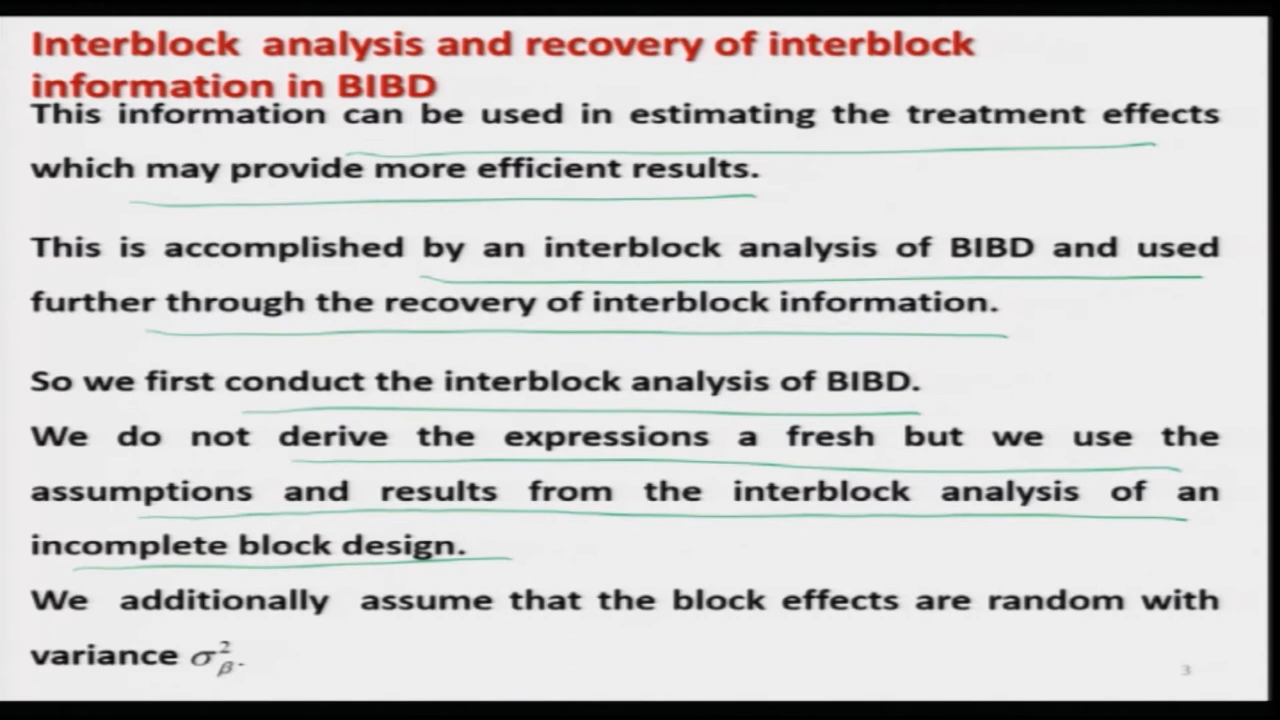 Interblock analysis and recovery of interblock
information in BIBD
This information can be used in estimating the treatment effects
which may provide more efficient results.
This is accomplished by an interblock analysis of BIBD and used
further through the recovery of interblock information.
So we first conduct the interblock analysis of BIBD.
We do not derive the expressions a fresh but we use the
assumptions and results from the interblock analysis of an
incomplete block design.
We additionally assume that the block effects are random with
variance σ²_β.
3